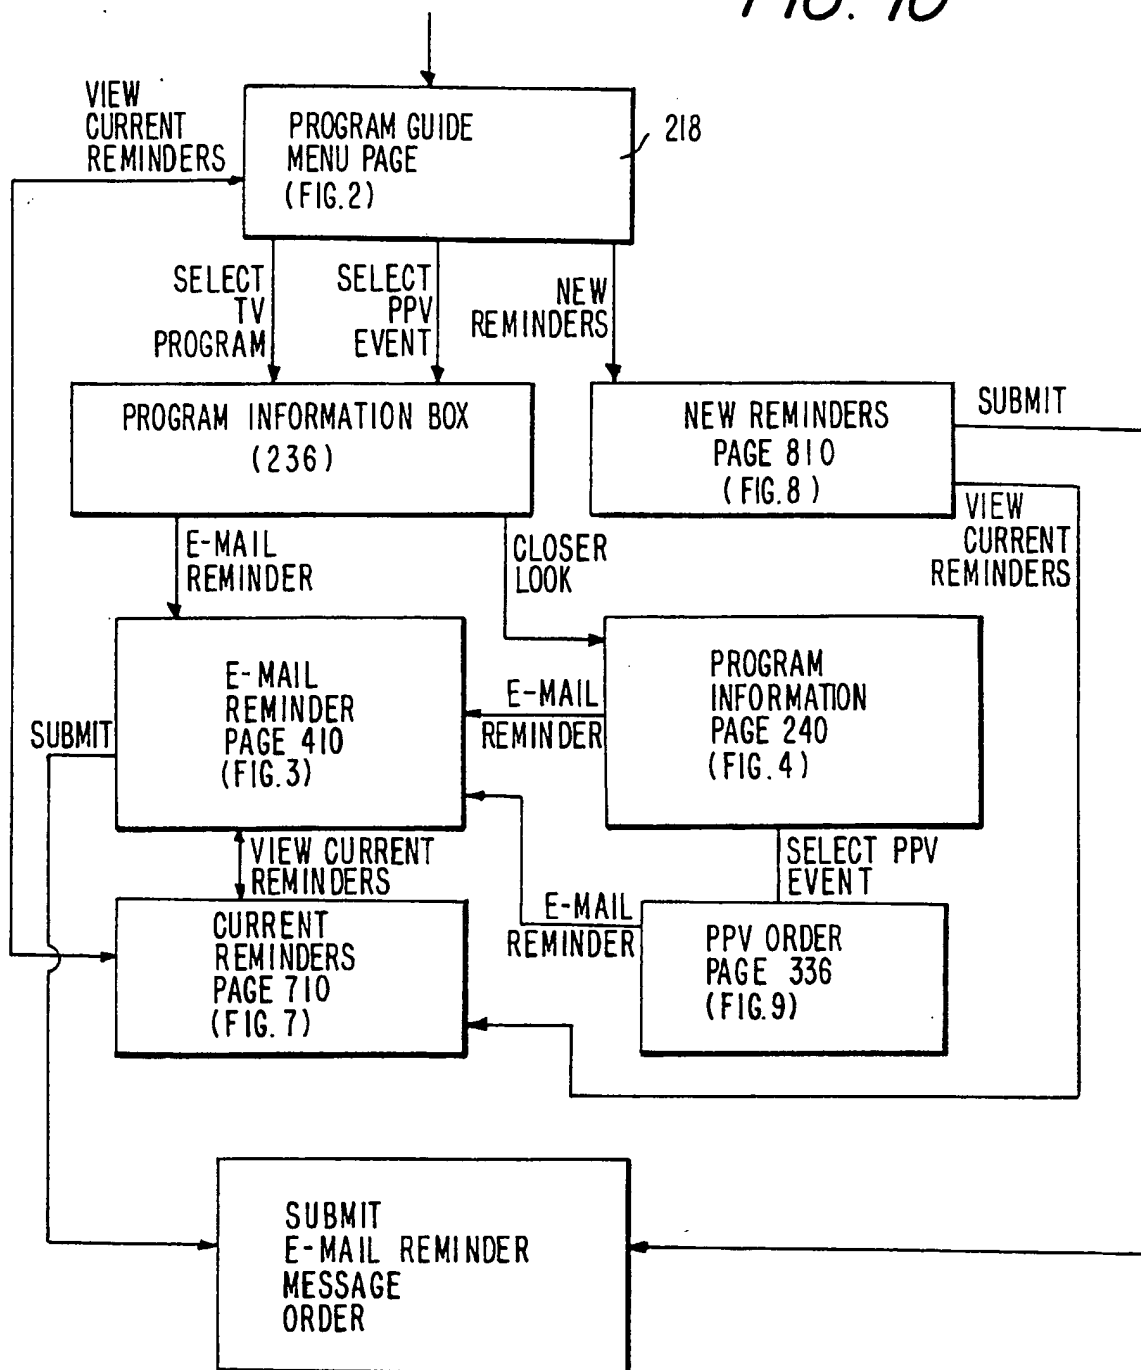 FIG. 10
VIEW
CURRENT
REMINDERS
PROGRAM GUIDE
MENU PAGE
(FIG.2)
218
SELECT
TV
PROGRAM
SELECT
PPV
EVENT
NEW
REMINDERS
PROGRAM INFORMATION BOX
(236)
NEW REMINDERS
PAGE 810
(FIG.8)
SUBMIT
VIEW
CURRENT
REMINDERS
E-MAIL
REMINDER
CLOSER
LOOK
E-MAIL
REMINDER
PAGE 410
(FIG.3)
E-MAIL
REMINDER
PROGRAM
INFORMATION
PAGE 240
(FIG.4)
SUBMIT
VIEW CURRENT
REMINDERS
SELECT PPV
EVENT
CURRENT
REMINDERS
PAGE 710
(FIG.7)
E-MAIL
REMINDER
PPV ORDER
PAGE 336
(FIG.9)
SUBMIT
E-MAIL REMINDER
MESSAGE
ORDER